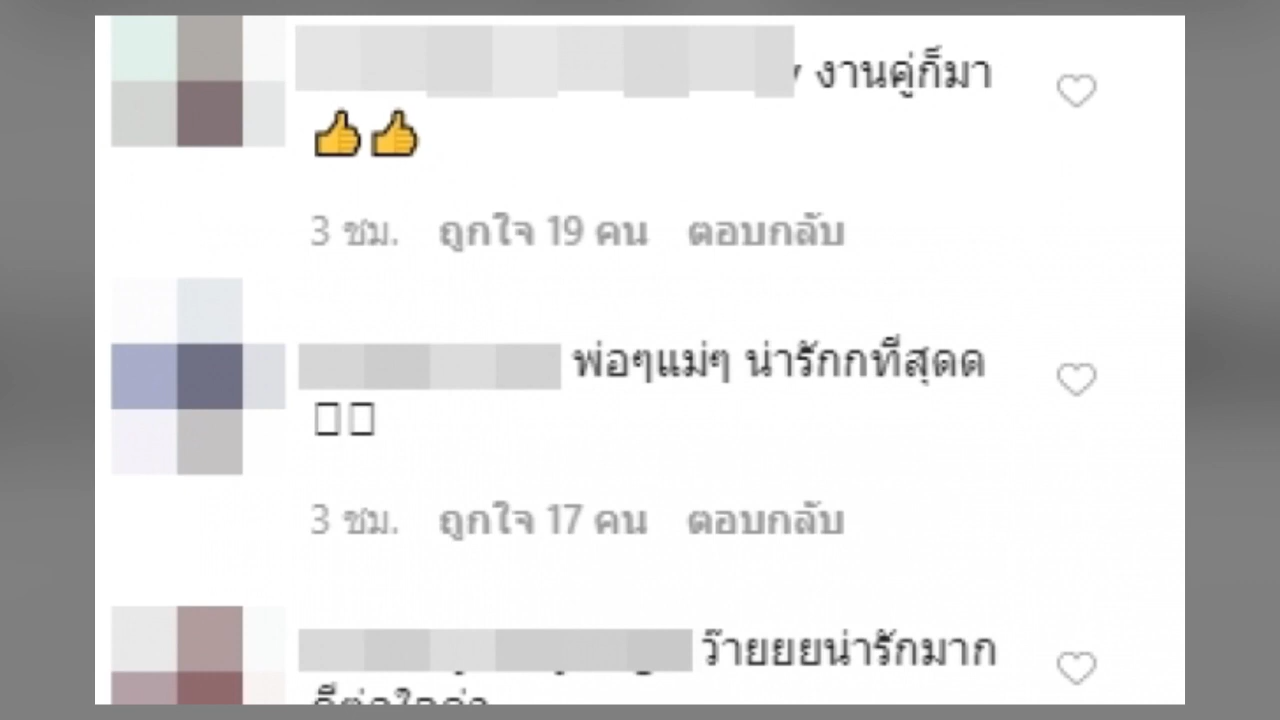 งานคู่ก็มา
👍👍
3 ชม. ถูกใจ 19 คน ตอบกลับ
พ่อๆแม่ๆ น่ารักกที่สุดด
3 ชม. ถูกใจ 17 คน ตอบกลับ
ว๊ายยยน่ารักมาก